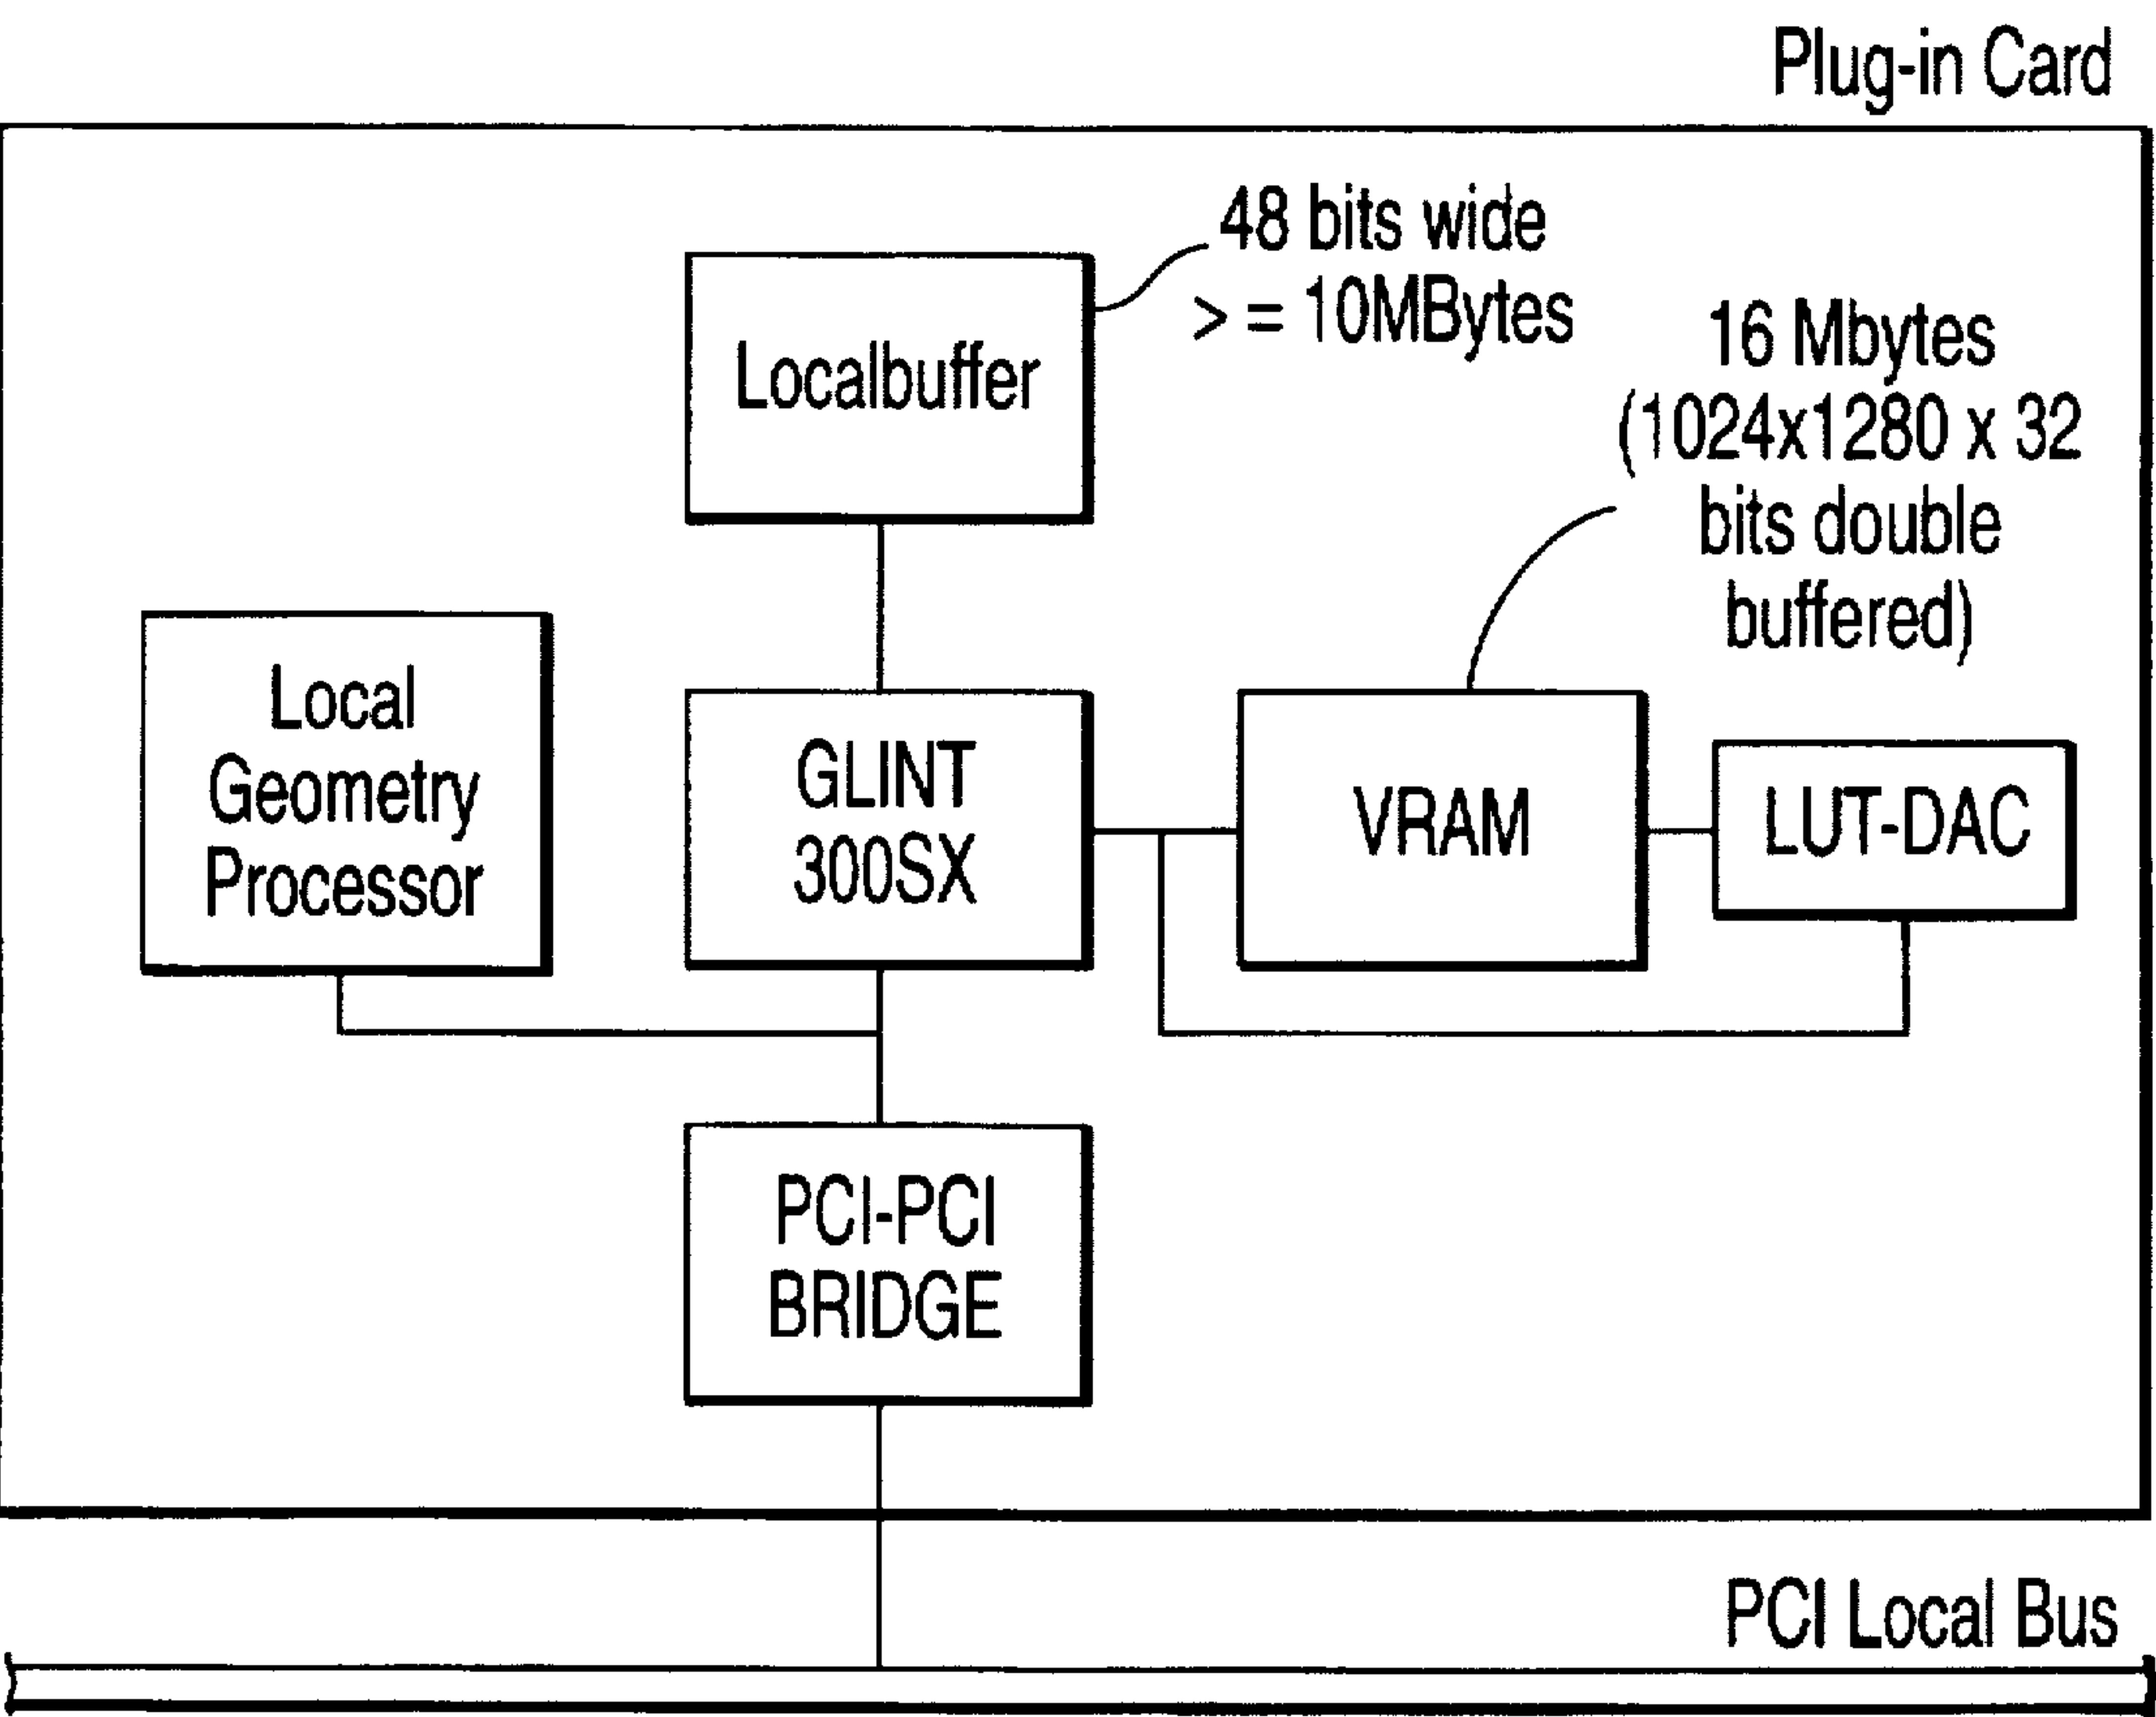 Plug-in Card
48 bits wide
> = 10MBytes
16 Mbytes
(1024x1280 x 32
bits double
buffered)
Localbuffer
Local
Geometry
Processor
GLINT
300SX
VRAM
LUT-DAC
PCI-PCI
BRIDGE
PCI Local Bus